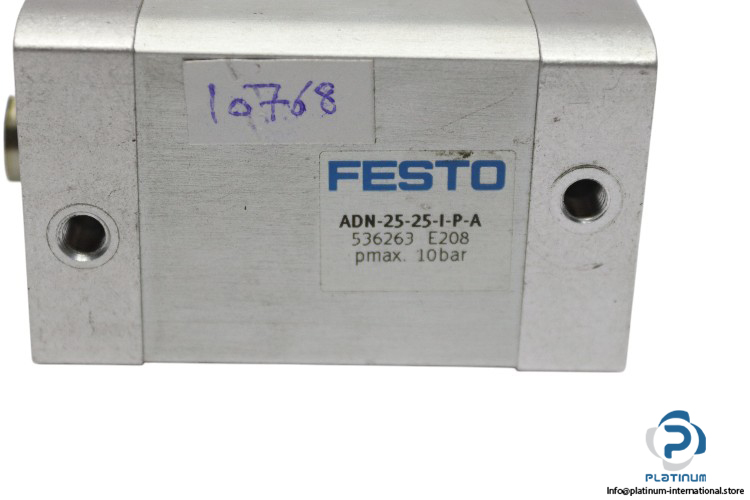 10768
FESTO
ADN-25-25-I-P-A
536263 E208
pmax. 10bar
PLATINUM
Info@platinum-international.store